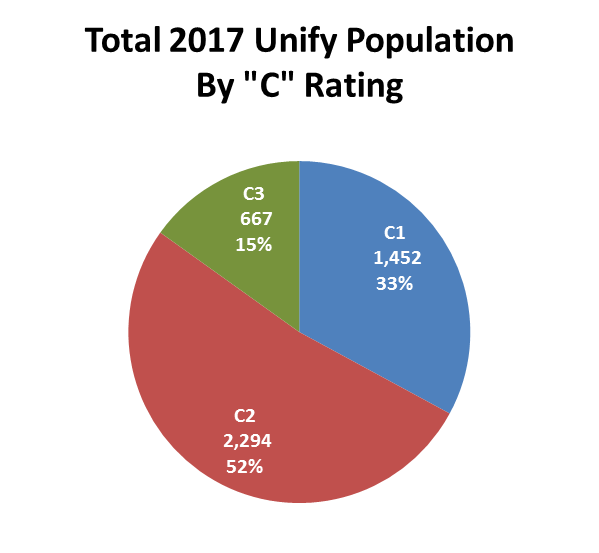 Total 2017 Unify Population
By "C" Rating
C3
667
15%
C1
1,452
33%
C2
2,294
52%